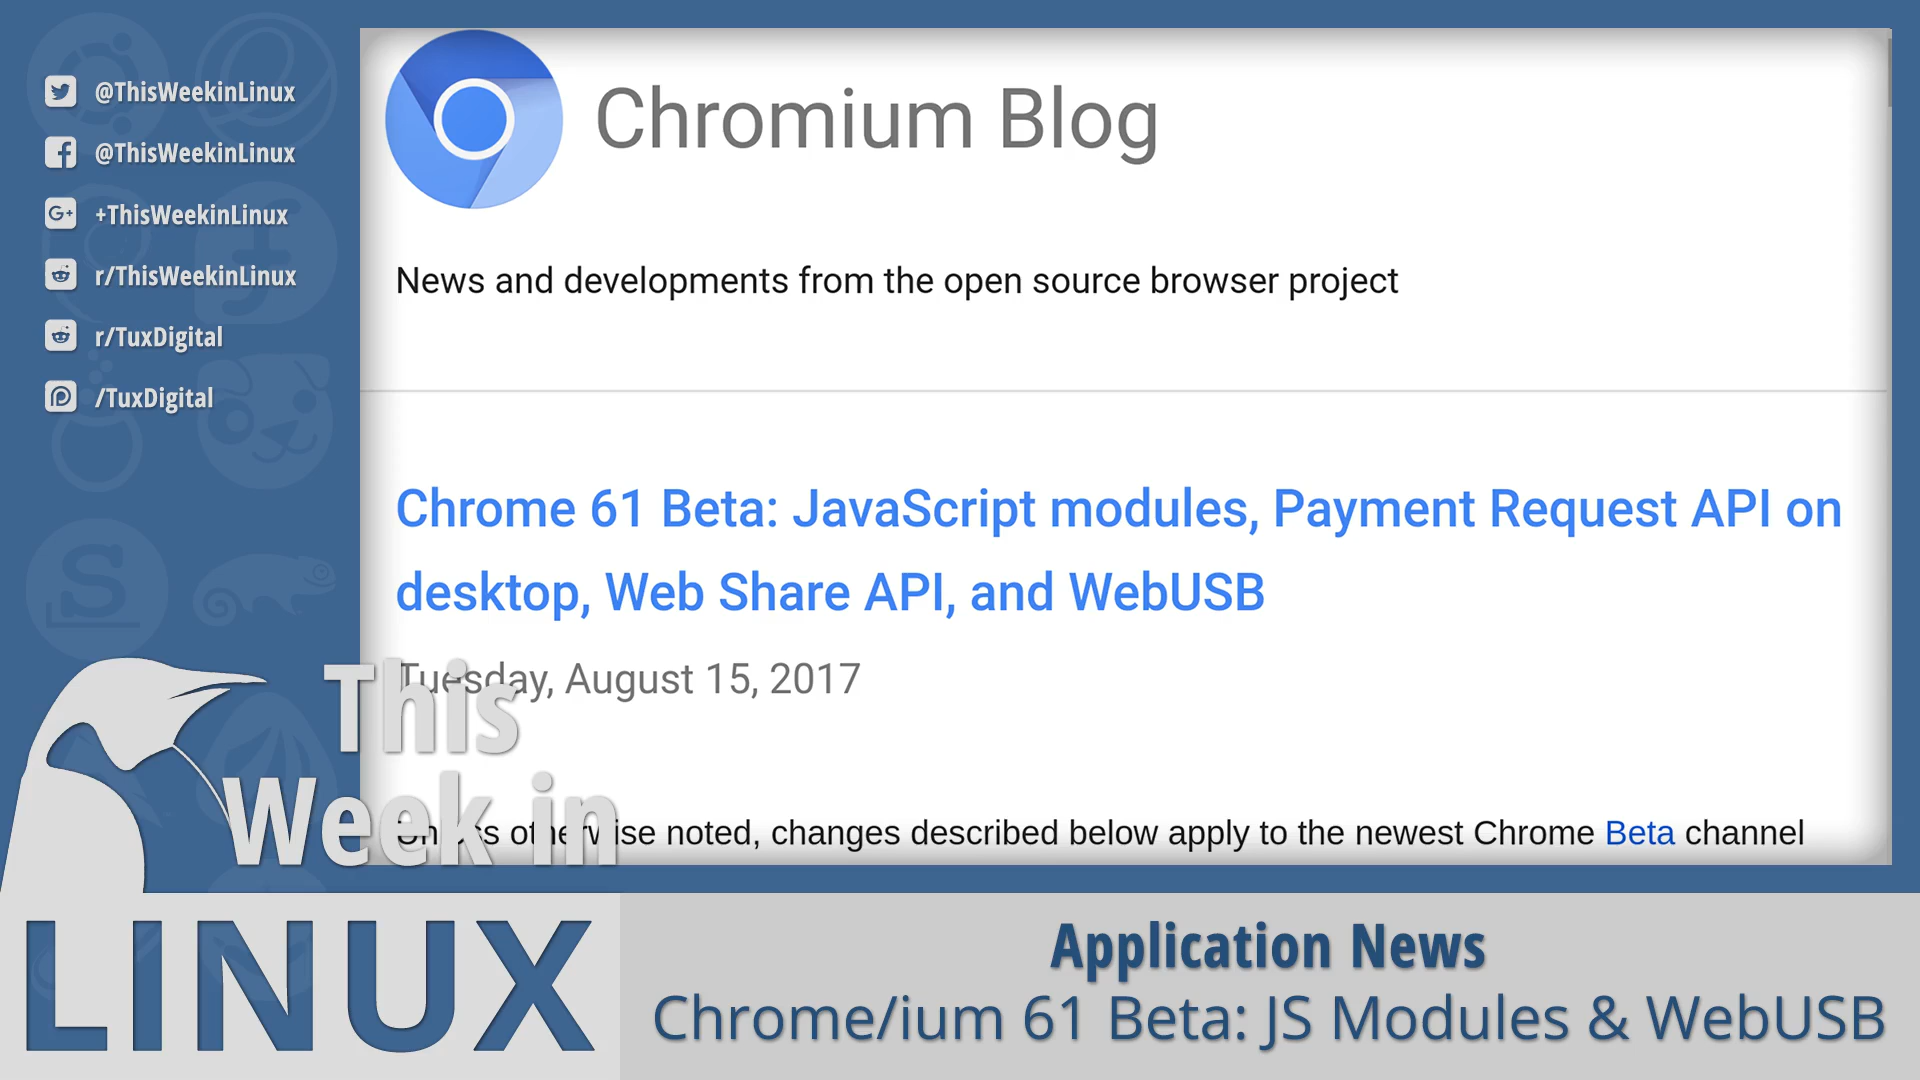 @ThisWeekinLinux
@ThisWeekinLinux
G+ +ThisWeekinLinux
r/ThisWeekinLinux
r/TuxDigital
/TuxDigital
Chromium Blog
News and developments from the open source browser project
Chrome 61 Beta: JavaScript modules, Payment Request API on
desktop, Web Share API, and WebUSB
Tuesday, August 15, 2017
Unless otherwise noted, changes described below apply to the newest Chrome Beta channel
This
Week in
LINUX
Application News
Chrome/ium 61 Beta: JS Modules & WebUSB